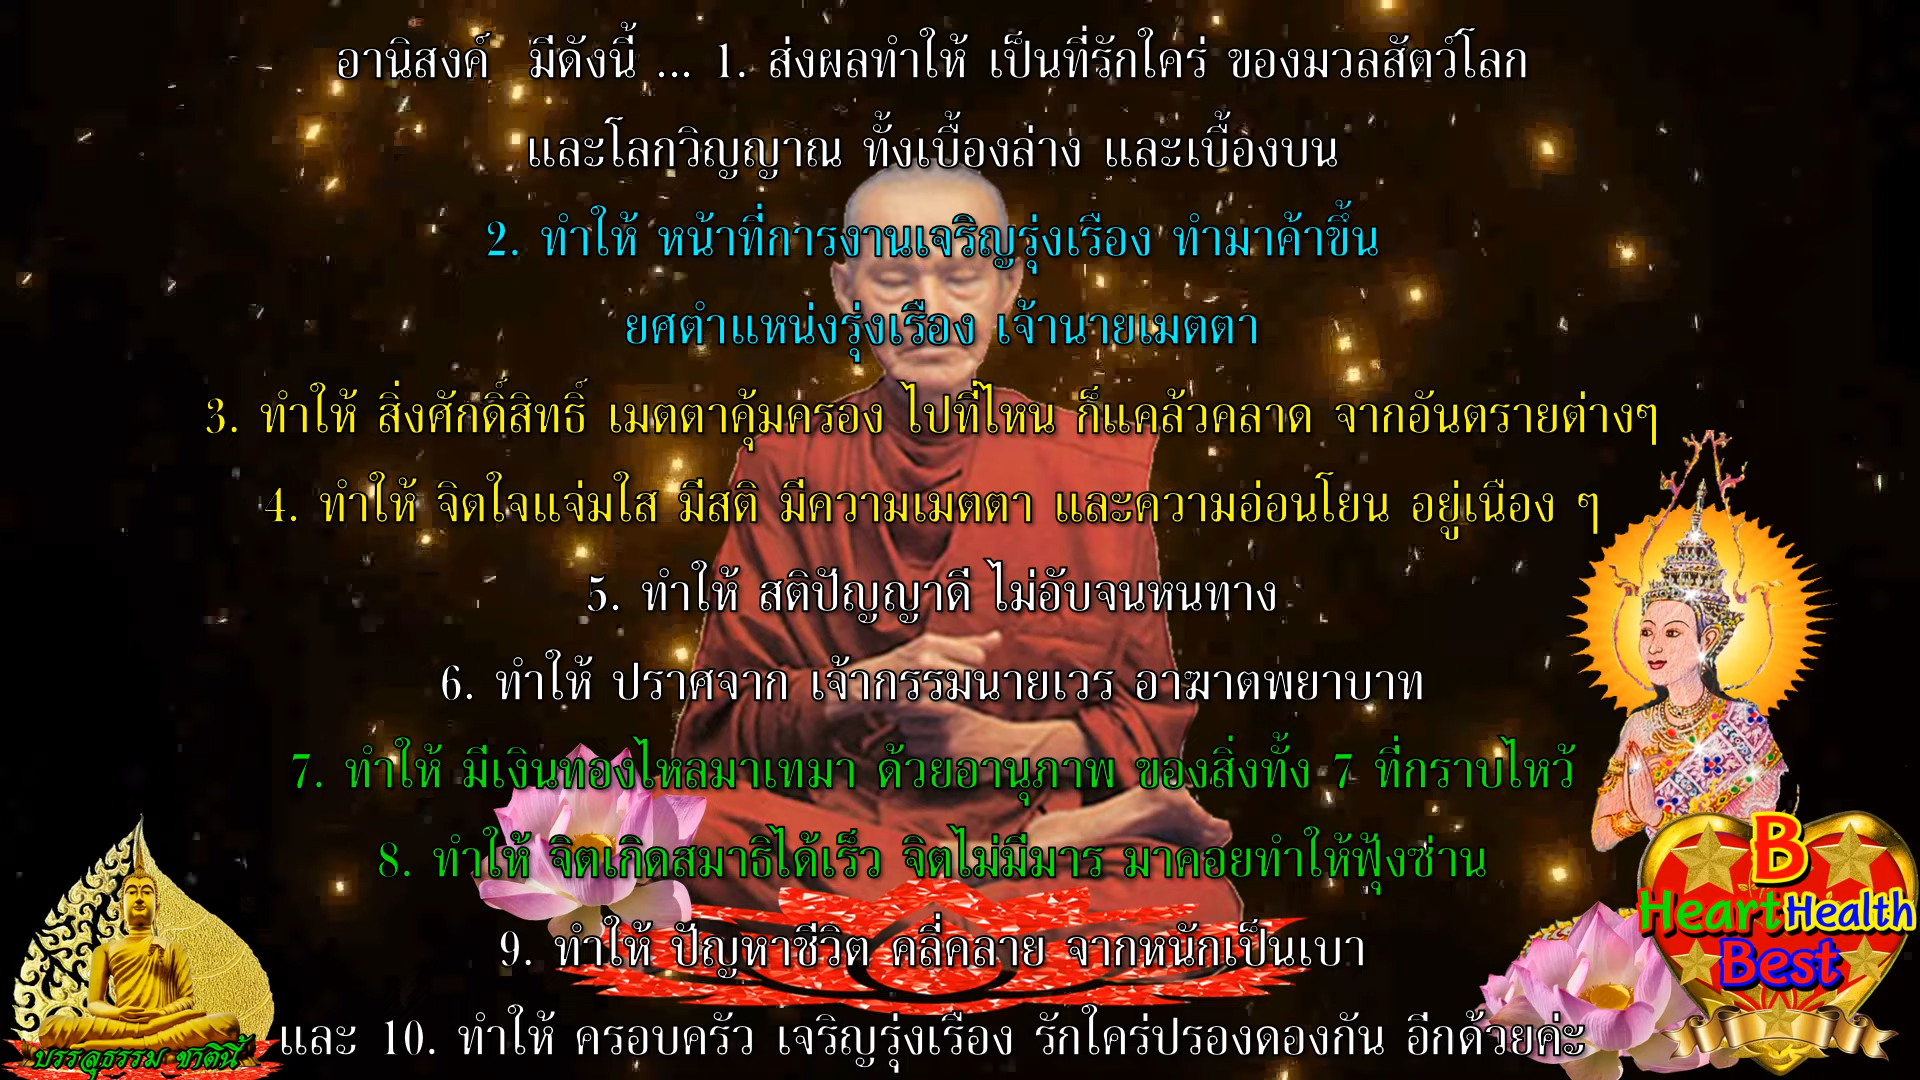 อานิสงค์ มีดังนี้ ... 1. ส่งผลทำให้ เป็นที่รักใคร่ ของมวลสัตว์โลก
และโลกวิญญาณ ทั้งเบื้องล่าง และเบื้องบน
2. ทำให้ หน้าที่การงานเจริญรุ่งเรือง ทำมาค้าขึ้น
ยศตำแหน่งรุ่งเรือง เจ้านายเมตตา
3. ทำให้ สิ่งศักดิ์สิทธิ์ เมตตาคุ้มครอง ไปที่ไหน ก็แคล้วคลาด จากอันตรายต่างๆ
4. ทำให้ จิตใจแจ่มใส มีสติ มีความเมตตา และความอ่อนโยน อยู่เนือง ๆ
5. ทำให้ สติปัญญาดี ไม่อับจนหนทาง
6. ทำให้ ปราศจาก เจ้ากรรมนายเวร อาฆาตพยาบาท
7. ทำให้ มีเงินทองไหลมาเทมา ด้วยอานุภาพ ของสิ่งทั้ง 7 ที่กราบไหว้
8. ทำให้ จิตเกิดสมาธิได้เร็ว จิตไม่มีมาร มาคอยทำให้ฟุ้งซ่าน
9. ทำให้ ปัญหาชีวิต คลี่คลาย จากหนักเป็นเบา
และ 10. ทำให้ ครอบครัว เจริญรุ่งเรือง รักใคร่ปรองดองกัน อีกด้วยค่ะ
บรรลุธรรม ชาตินี้
B
Heart Health
Best